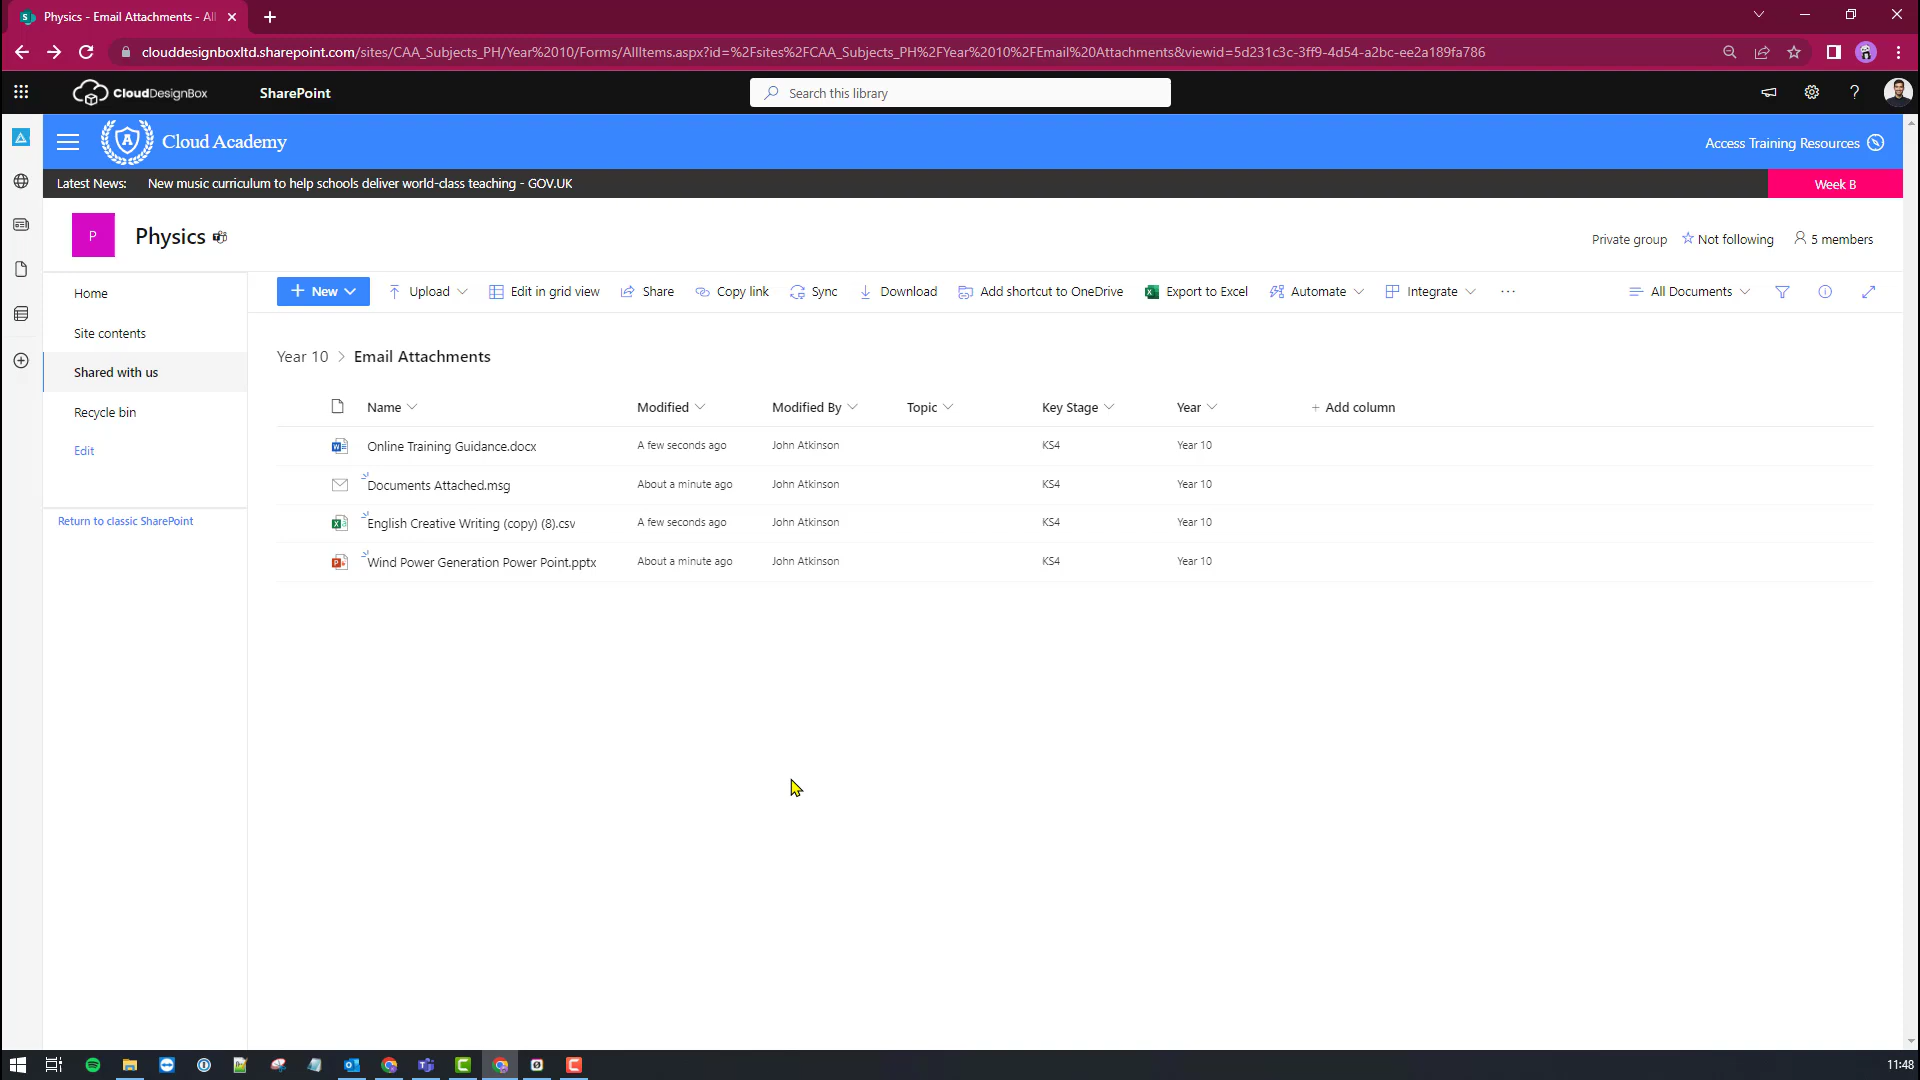 Physics - Email Attachments - All
clouddesignboxltd.sharepoint.com/sites/CAA_Subjects_PH/Year%2010/Forms/AllItems.aspx?id=%2Fsites%2FCAA_Subjects_PH%2FYear%2010%2FEmail%20Attachments&viewid=5d231c3c-3ff9-4d54-a2bc-ee2a189fa786
CloudDesignBox SharePoint Search this library ?
A Cloud Academy Access Training Resources
Latest News: New music curriculum to help schools deliver world-class teaching - GOV.UK Week B
P Physics Private group Not following 5 members
Home
Site contents
Shared with us
Recycle bin
Edit
Return to classic SharePoint
+ New Upload Edit in grid view Share Copy link Sync Download Add shortcut to OneDrive Export to Excel Automate Integrate ... All Documents
Year 10 > Email Attachments
Name Modified Modified By Topic Key Stage Year + Add column
Online Training Guidance.docx A few seconds ago John Atkinson KS4 Year 10
Documents Attached.msg About a minute ago John Atkinson KS4 Year 10
English Creative Writing (copy) (8).csv A few seconds ago John Atkinson KS4 Year 10
Wind Power Generation Power Point.pptx About a minute ago John Atkinson KS4 Year 10
11:48